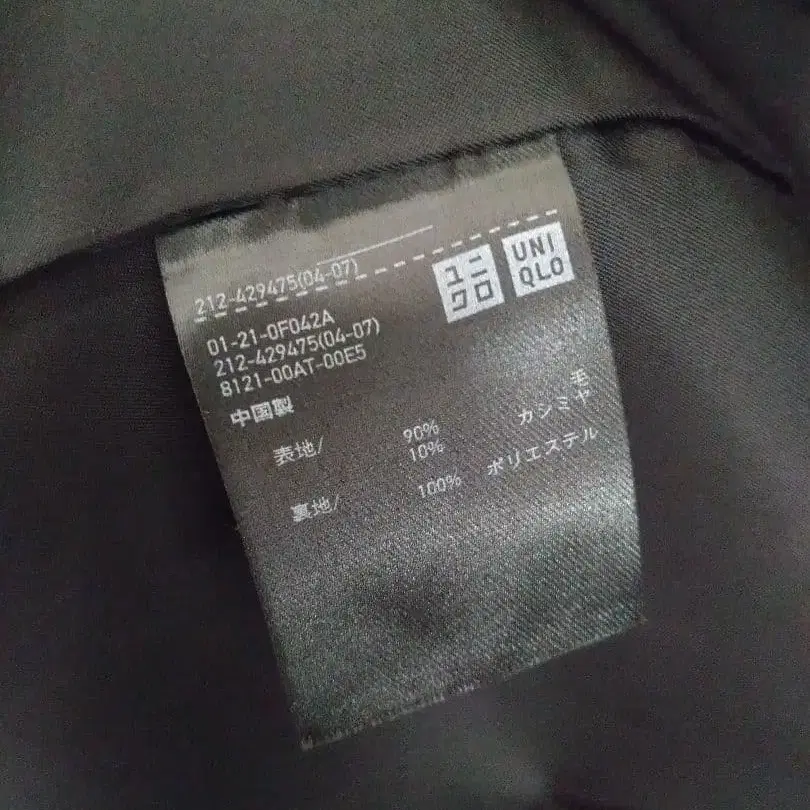 ユニ
クロ
UNI
QLO
212-429475(04-07)
01-21-0F042A
212-429475(04-07)
8121-00AT-00E5
中国製
表地/ 90% 毛
10% カシミヤ
裏地/ 100% ポリエステル